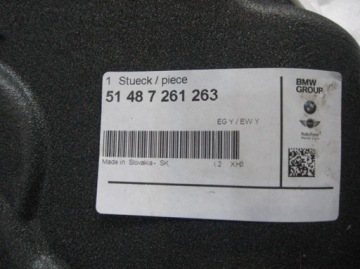 1 Stueck / piece
BMW
GROUP
51 48 7 261 263
EG Y / EW Y
Made in Slovakia - SK